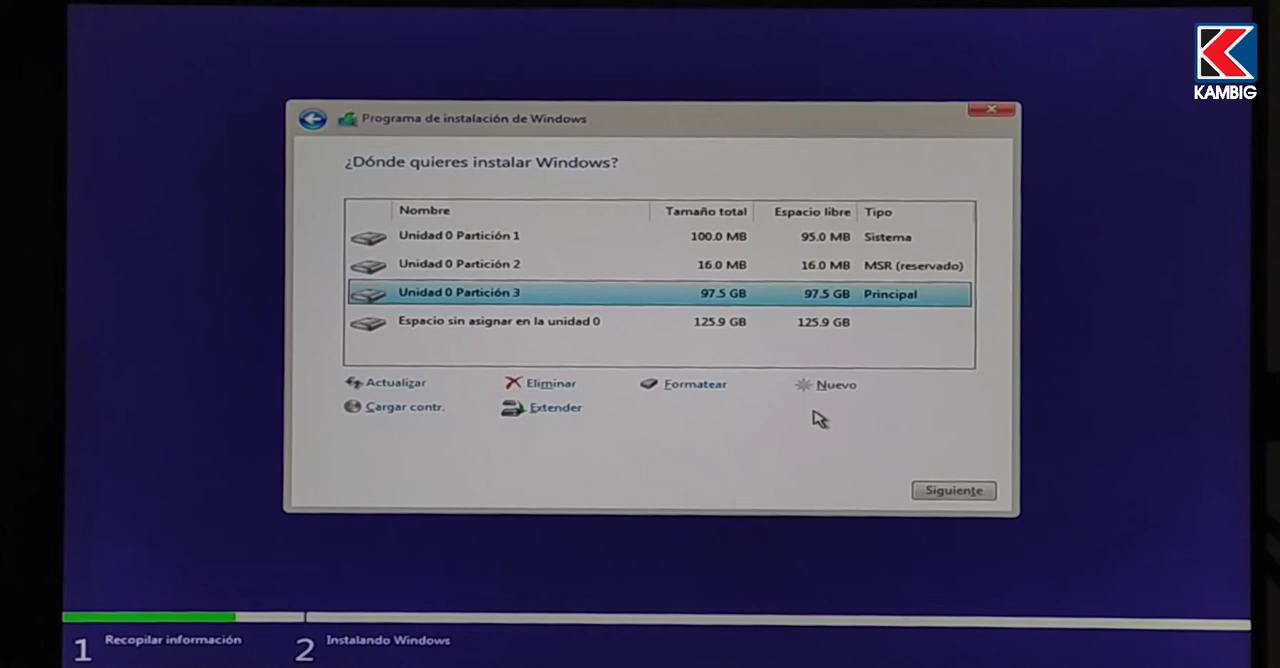 KAMBIG
Programa de instalación de Windows
¿Dónde quieres instalar Windows?
Nombre Tamaño total Espacio libre Tipo
Unidad 0 Partición 1 100.0 MB 95.0 MB Sistema
Unidad 0 Partición 2 16.0 MB 16.0 MB MSR (reservado)
Unidad 0 Partición 3 97.5 GB 97.5 GB Principal
Espacio sin asignar en la unidad 0 125.9 GB 125.9 GB
Actualizar Eliminar Formatear Nuevo
Cargar contr. Extender
Siguiente
1 Recopilar información 2 Instalando Windows